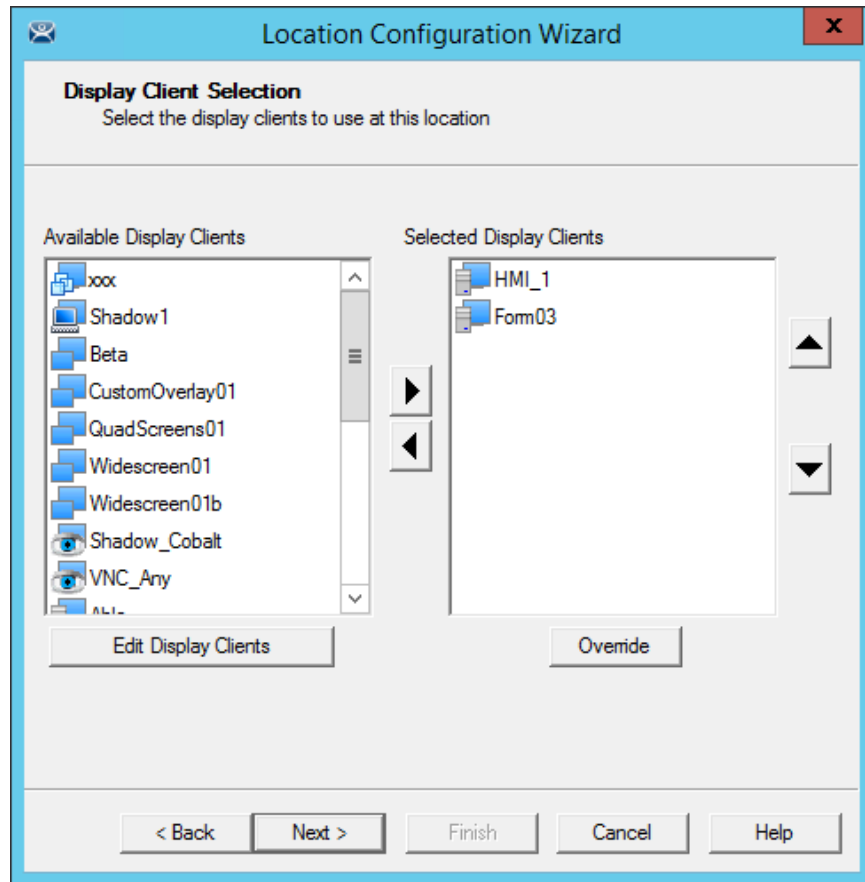 Location Configuration Wizard
x
Display Client Selection
Select the display clients to use at this location
Available Display Clients
xxx
Shadow1
Beta
CustomOverlay01
QuadScreens01
Widescreen01
Widescreen01b
Shadow_Cobalt
VNC_Any
Edit Display Clients
Selected Display Clients
HMI_1
Form03
Override
< Back Next > Finish Cancel Help